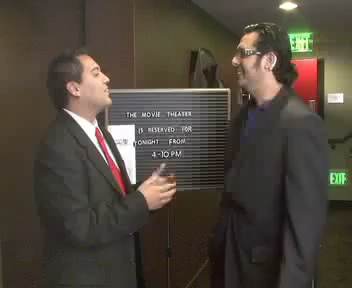 EXIT
THE MOVIE THEATER
IS RESERVED FOR
TONIGHT FROM
4-10 PM
EXIT